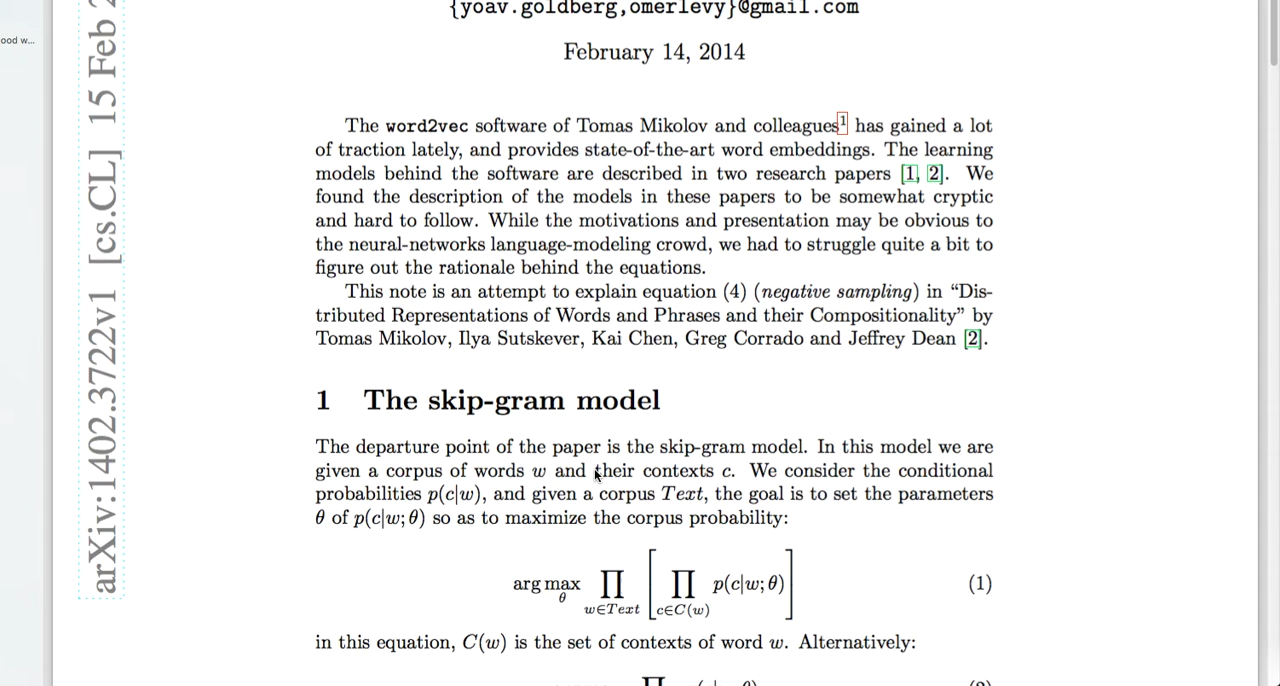 ood w...
arXiv:1402.3722v1 [cs.CL] 15 Feb
{yoav.goldberg,omerlevy}@gmail.com
February 14, 2014
The word2vec software of Tomas Mikolov and colleagues¹ has gained a lot
of traction lately, and provides state-of-the-art word embeddings. The learning
models behind the software are described in two research papers [1, 2]. We
found the description of the models in these papers to be somewhat cryptic
and hard to follow. While the motivations and presentation may be obvious to
the neural-networks language-modeling crowd, we had to struggle quite a bit to
figure out the rationale behind the equations.
This note is an attempt to explain equation (4) (negative sampling) in “Dis-
tributed Representations of Words and Phrases and their Compositionality” by
Tomas Mikolov, Ilya Sutskever, Kai Chen, Greg Corrado and Jeffrey Dean [2].
1 The skip-gram model
The departure point of the paper is the skip-gram model. In this model we are
given a corpus of words w and their contexts c. We consider the conditional
probabilities p(c|w), and given a corpus Text, the goal is to set the parameters
θ of p(c|w;θ) so as to maximize the corpus probability:
arg max θ ∏ w∈Text [ ∏ c∈C(w) p(c|w;θ) ] (1)
in this equation, C(w) is the set of contexts of word w. Alternatively: